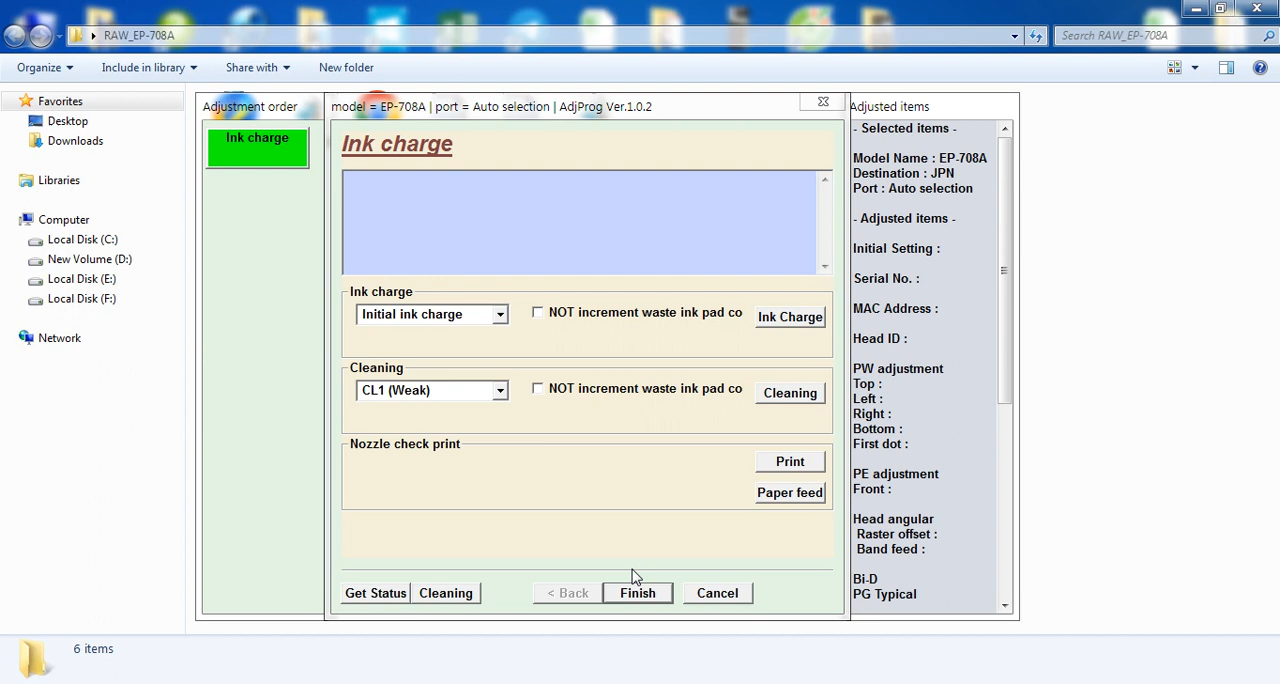 RAW_EP-708A
Search RAW_EP-708A
Organize
Include in library
Share with
New folder
Favorites
Desktop
Downloads
Libraries
Computer
Local Disk (C:)
New Volume (D:)
Local Disk (E:)
Local Disk (F:)
Network
Adjustment order
Ink charge
model = EP-708A | port = Auto selection | AdjProg Ver.1.0.2
Ink charge
Ink charge
Initial ink charge
NOT increment waste ink pad co
Ink Charge
Cleaning
CL1 (Weak)
NOT increment waste ink pad co
Cleaning
Nozzle check print
Print
Paper feed
Get Status
Cleaning
< Back
Finish
Cancel
Adjusted items
- Selected items -
Model Name : EP-708A
Destination : JPN
Port : Auto selection
- Adjusted items -
Initial Setting :
Serial No. :
MAC Address :
Head ID :
PW adjustment
Top :
Left :
Right :
Bottom :
First dot :
PE adjustment
Front :
Head angular
Raster offset :
Band feed :
Bi-D
PG Typical
6 items